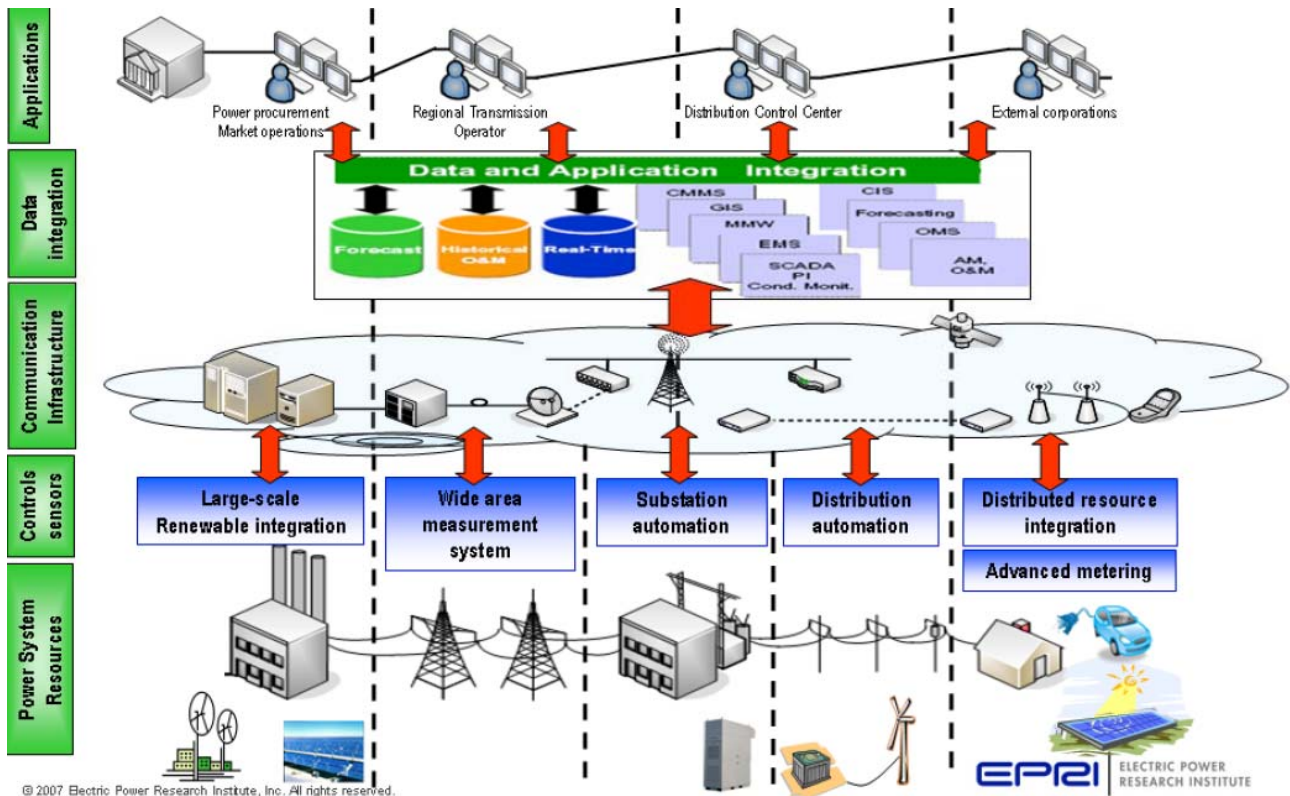 Applications
Power procurement
Market operations
Regional Transmission
Operator
Distribution Control Center
External corporations
Data
integration
Data and Application Integration
Forecast
Historical
O&M
Real-Time
CMMS
GIS
MMW
EMS
SCADA
PI
Cond. Monit.
CIS
Forecasting
OMS
AM,
O&M
Communication
Infrastructure
Controls
sensors
Large-scale
Renewable integration
Wide area
measurement
system
Substation
automation
Distribution
automation
Distributed resource
integration
Advanced metering
Power System
Resources
EPRI
ELECTRIC POWER
RESEARCH INSTITUTE
© 2007 Electric Power Research Institute, Inc. All rights reserved.